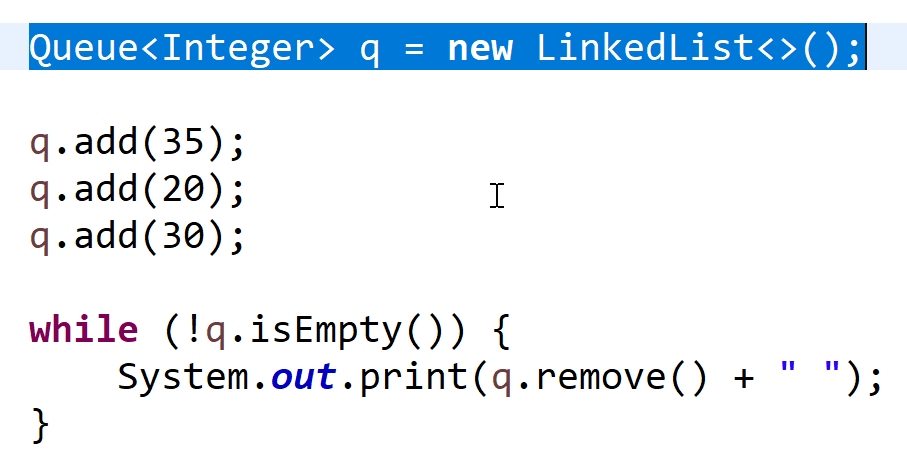 Queue<Integer> q = new LinkedList<>();
q.add(35);
q.add(20);
q.add(30);
while (!q.isEmpty()) {
    System.out.print(q.remove() + " ");
}